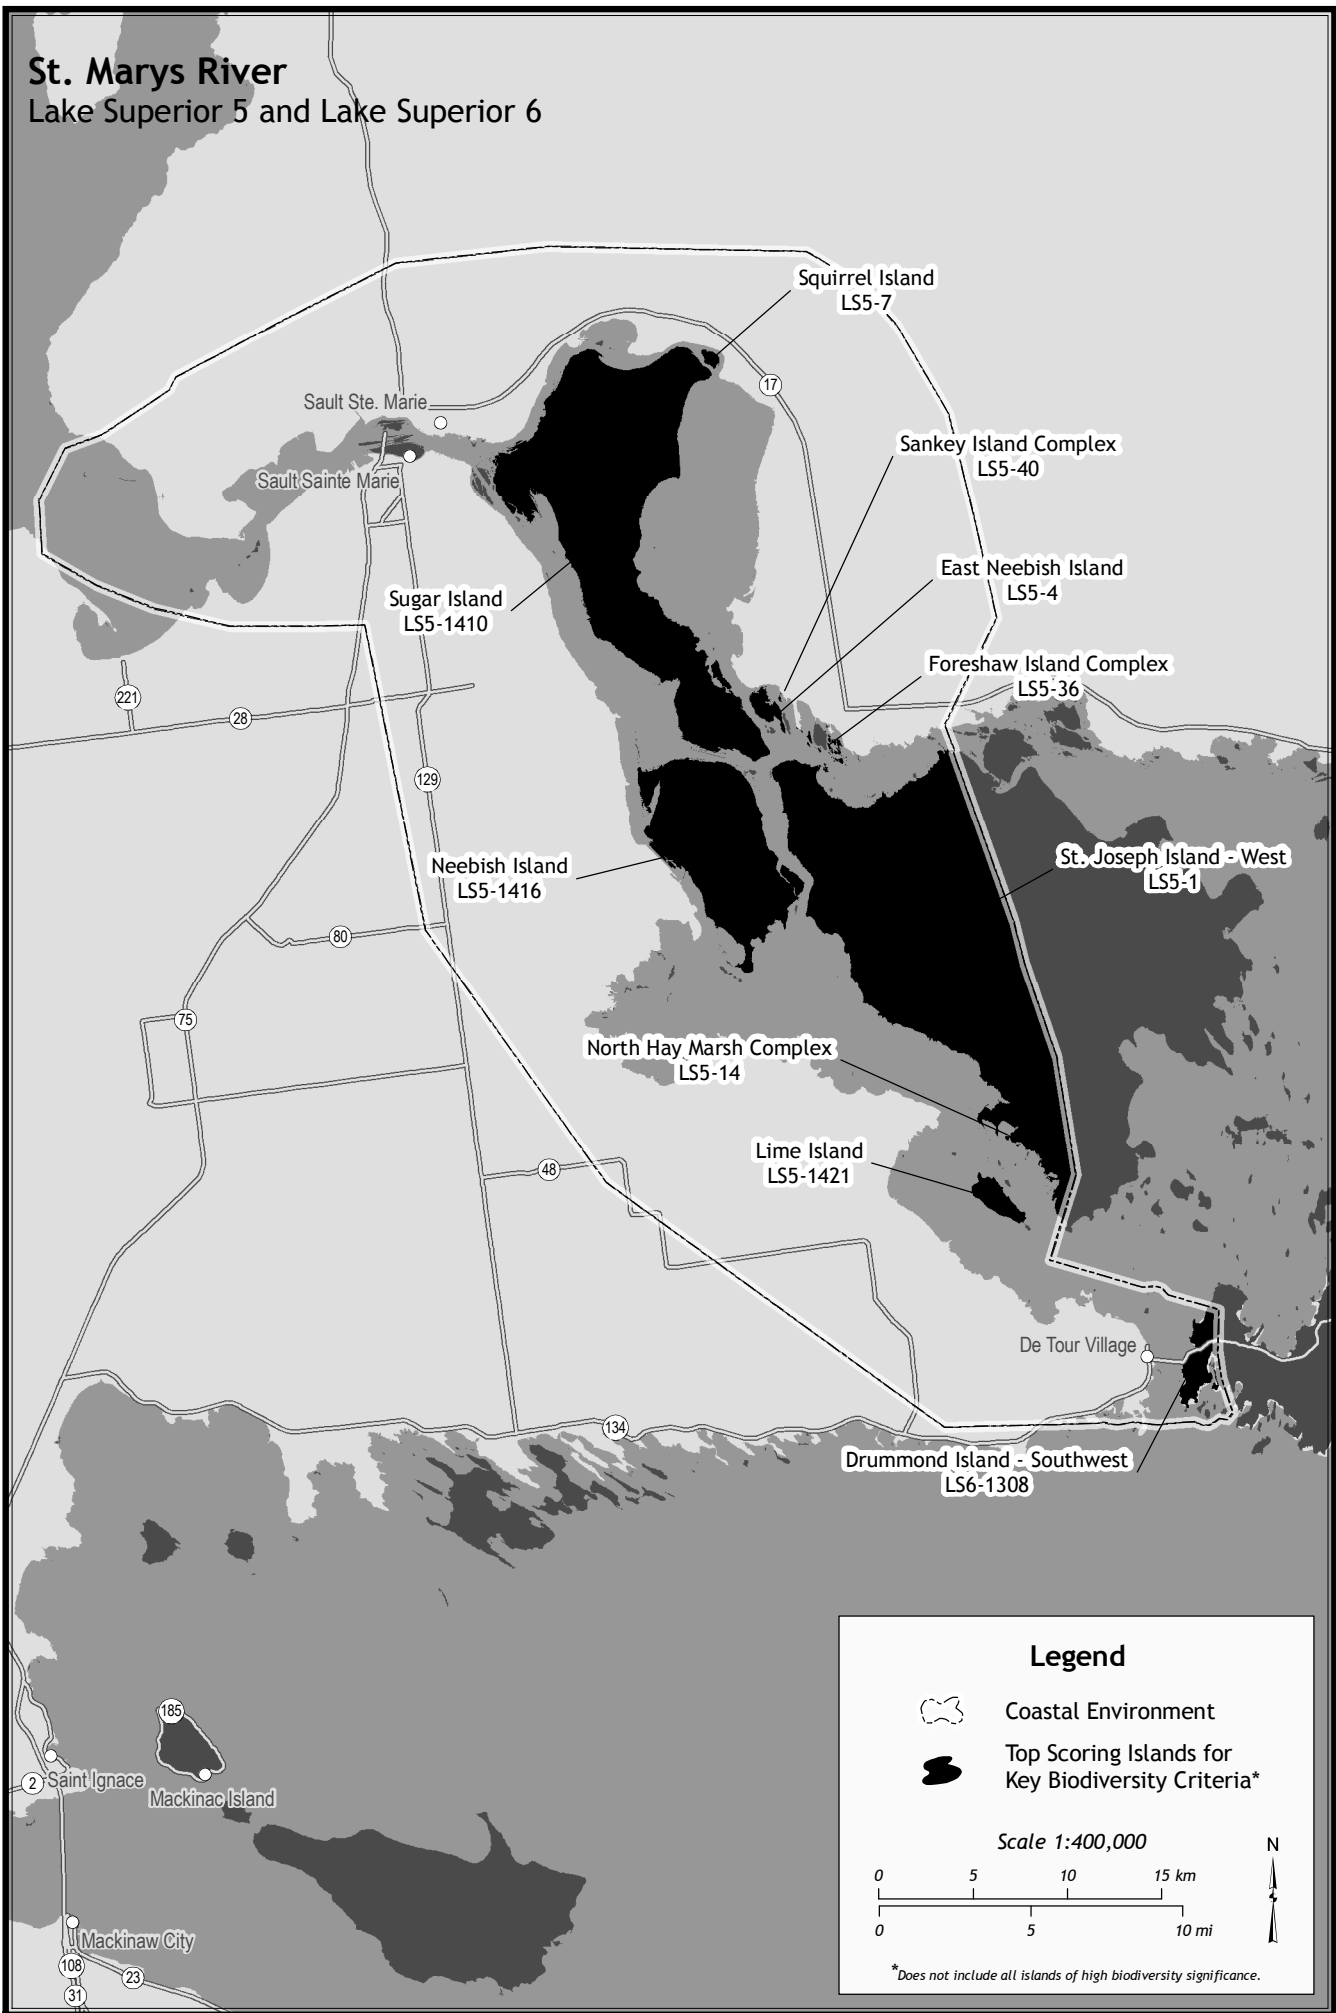 St. Marys River
Lake Superior 5 and Lake Superior 6
Squirrel Island
LS5-7
17
Sault Ste. Marie
Sankey Island Complex
LS5-40
Sault Sainte Marie
East Neebish Island
LS5-4
Sugar Island
LS5-1410
Foreshaw Island Complex
LS5-36
221
28
129
St. Joseph Island - West
LS5-1
Neebish Island
LS5-1416
80
75
North Hay Marsh Complex
LS5-14
Lime Island
LS5-1421
48
De Tour Village
134
Drummond Island - Southwest
LS6-1308
185
2
Saint Ignace
Mackinac Island
Mackinaw City
108
23
31
Legend
Coastal Environment
Top Scoring Islands for
Key Biodiversity Criteria*
Scale 1:400,000
N
0 5 10 15 km
0 5 10 mi
*Does not include all islands of high biodiversity significance.